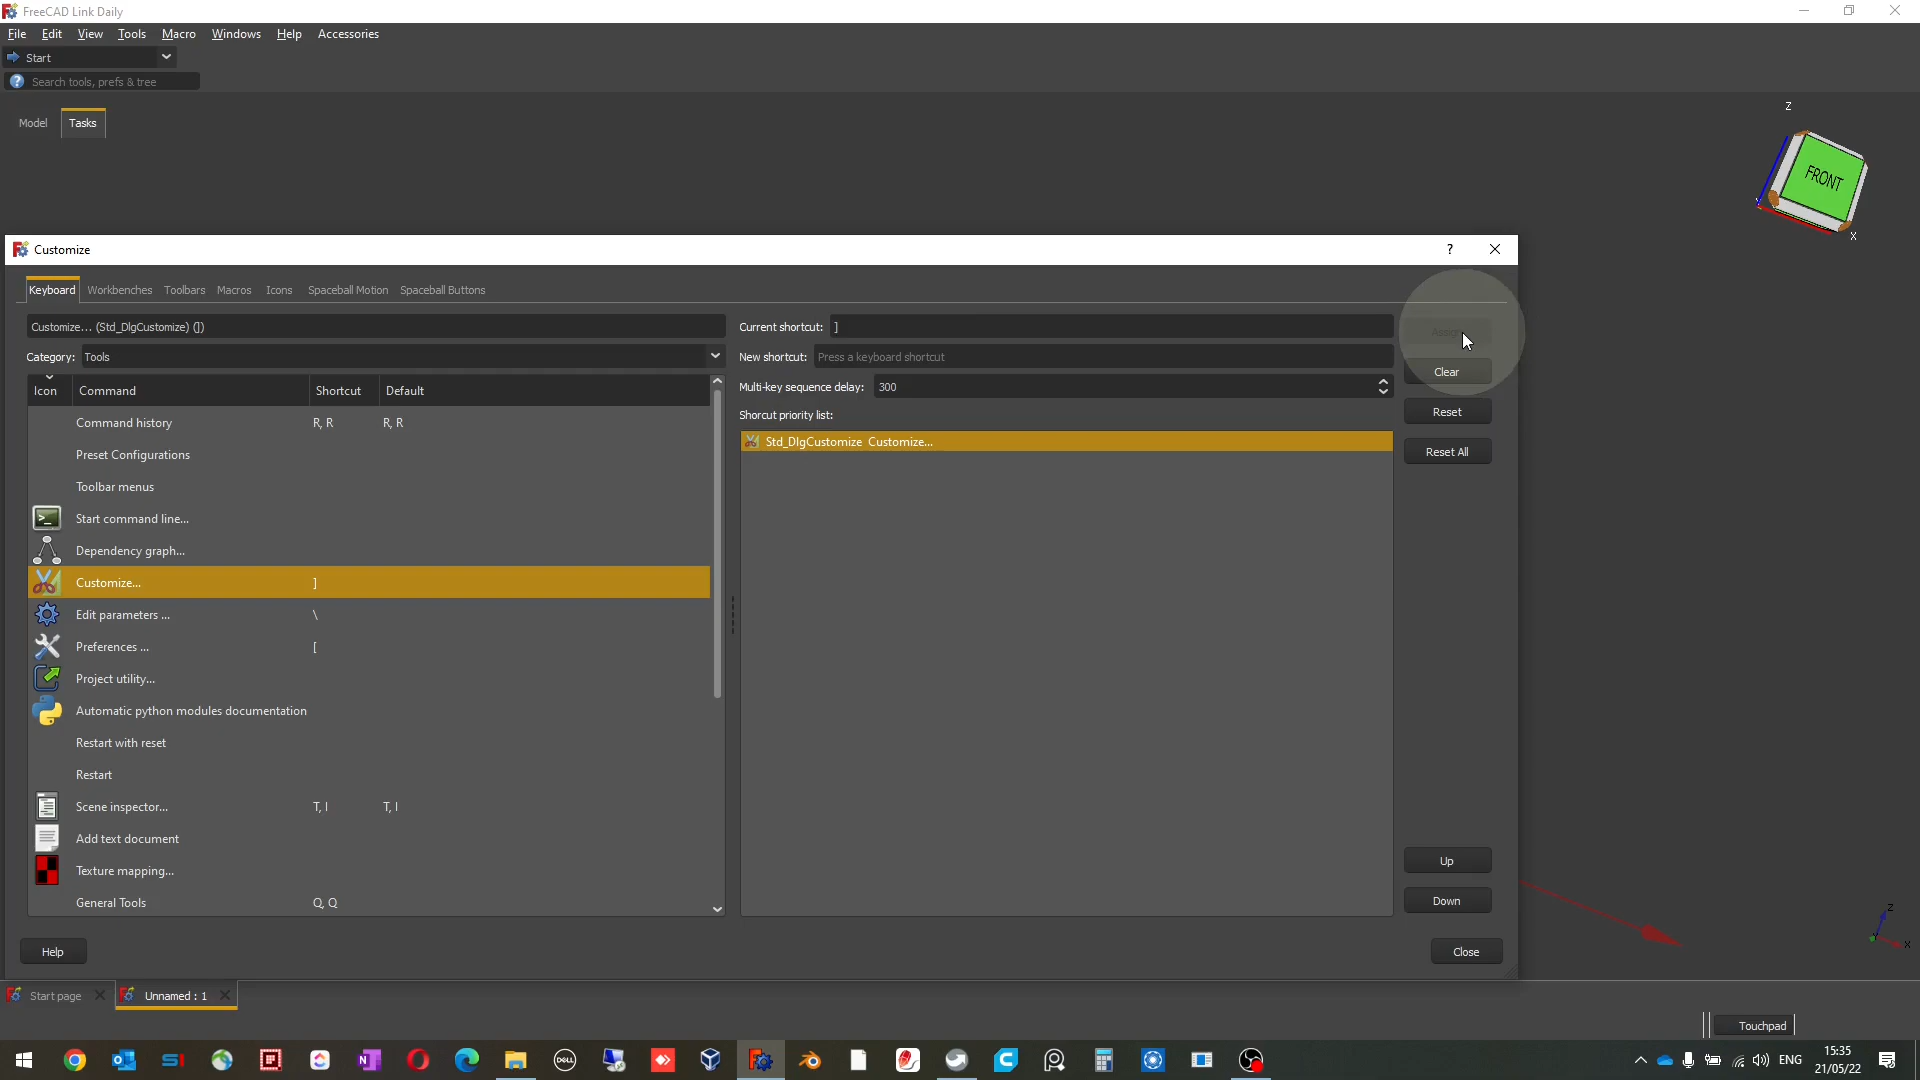 FreeCAD Link Daily
File Edit View Tools Macro Windows Help Accessories
Start
Search tools, prefs & tree
Model Tasks
Z
FRONT
X
Customize
?
Keyboard Workbenches Toolbars Macros Icons Spaceball Motion Spaceball Buttons
Customize... (Std_DlgCustomize) (])
Current shortcut: ]
Category: Tools
New shortcut: Press a keyboard shortcut
Clear
Icon Command Shortcut Default
Multi-key sequence delay: 300
Shorcut priority list:
Reset
Command history R, R R, R
Std_DlgCustomize Customize...
Reset All
Preset Configurations
Toolbar menus
Start command line...
Dependency graph...
Customize... ]
Edit parameters ... \
Preferences ... [
Project utility...
Automatic python modules documentation
Restart with reset
Restart
Scene inspector... T, I T, I
Add text document
Texture mapping...
General Tools Q, Q
Up
Down
Help
Close
Z
X
Start page Unnamed : 1
Touchpad
DELL
ENG
15:35
21/05/22